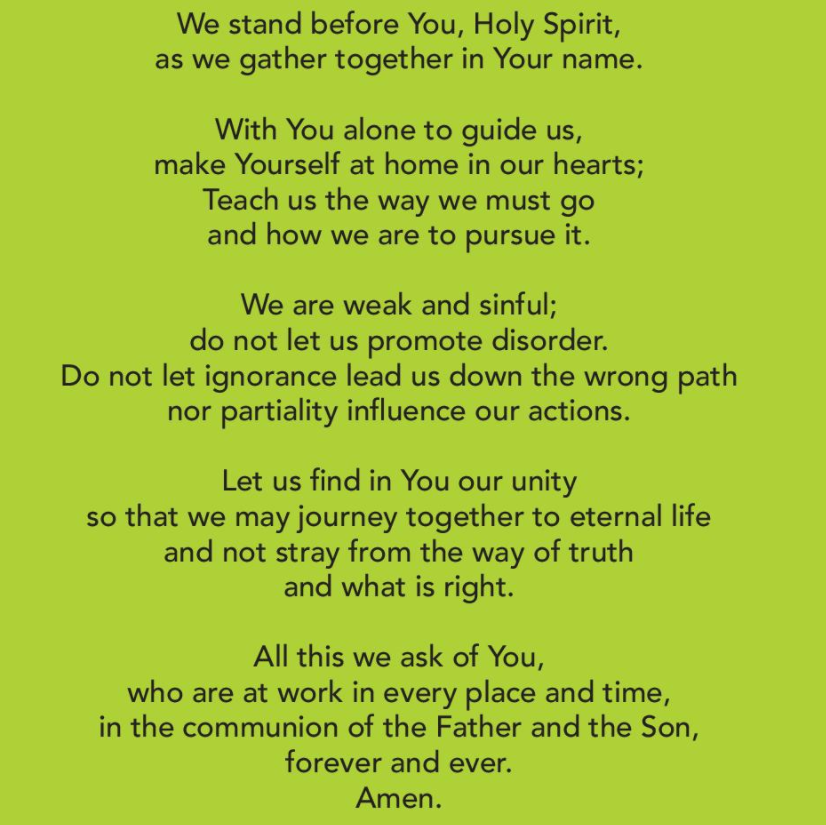 We stand before You, Holy Spirit,
as we gather together in Your name.
With You alone to guide us,
make Yourself at home in our hearts;
Teach us the way we must go
and how we are to pursue it.
We are weak and sinful;
do not let us promote disorder.
Do not let ignorance lead us down the wrong path
nor partiality influence our actions.
Let us find in You our unity
so that we may journey together to eternal life
and not stray from the way of truth
and what is right.
All this we ask of You,
who are at work in every place and time,
in the communion of the Father and the Son,
forever and ever.
Amen.